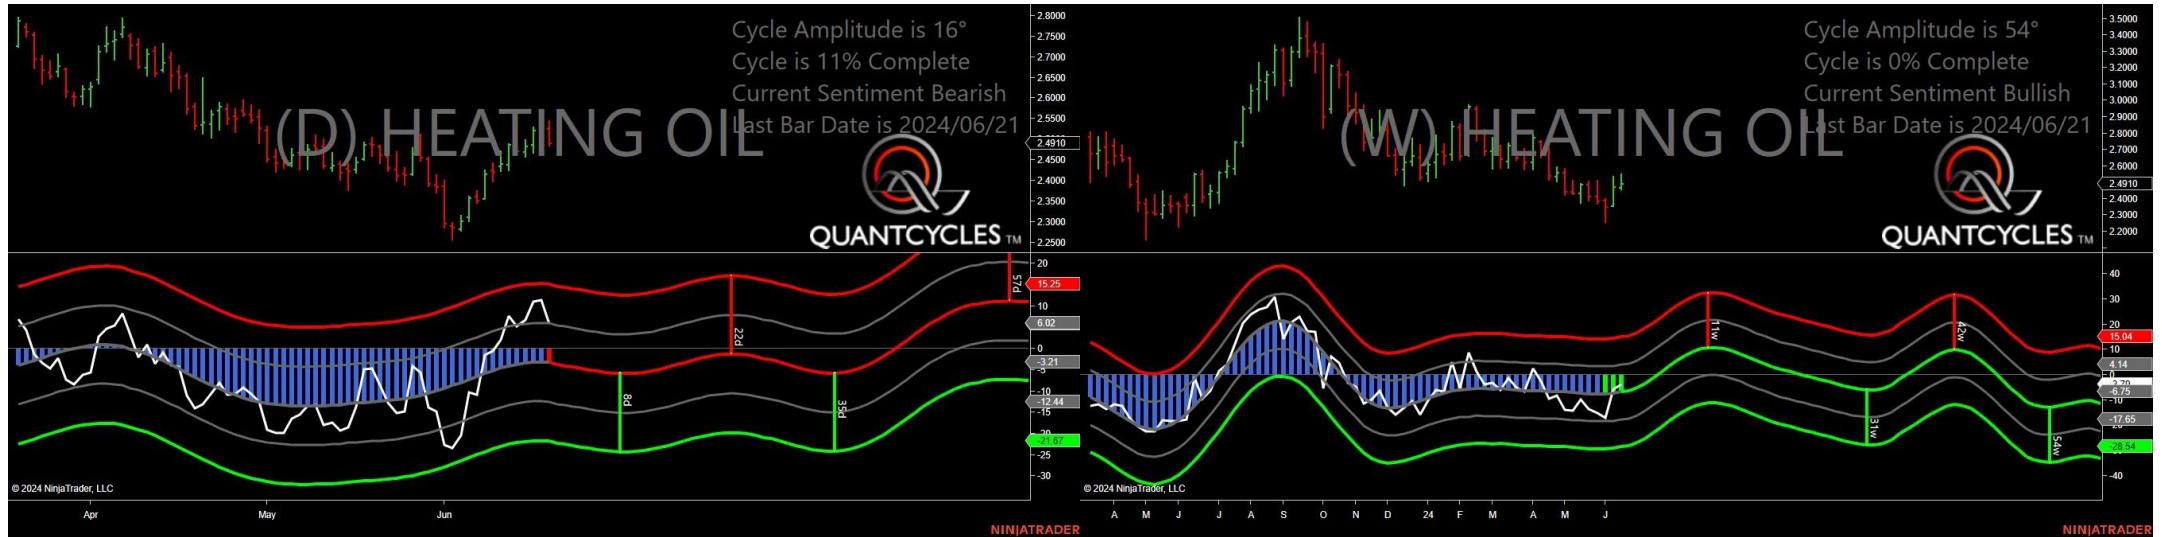 Cycle Amplitude is 16°
Cycle is 11% Complete
Current Sentiment Bearish
Last Bar Date is 2024/06/21
(D) HEATING OIL
QUANTCYCLES TM
2.8000
2.7500
2.7000
2.6500
2.6000
2.5500
2.4910
2.4500
2.4000
2.3500
2.3000
2.2500
20
15.25
10
6.02
0
-3.21
-5
-10
-12.44
-15
-21.67
-25
-30
8d
22d
35d
57d
© 2024 NinjaTrader, LLC
Apr May Jun
NINJATRADER
Cycle Amplitude is 54°
Cycle is 0% Complete
Current Sentiment Bullish
Last Bar Date is 2024/06/21
(W) HEATING OIL
QUANTCYCLES TM
3.5000
3.4000
3.3000
3.2000
3.1000
3.0000
2.9000
2.8000
2.7000
2.6000
2.4910
2.4000
2.3000
2.2000
40
30
20
15.04
10
4.14
0
-6.75
-10
-17.65
-28.54
-40
11w
31w
42w
54w
© 2024 NinjaTrader, LLC
A M J J A S O N D 24 F M A M J
NINJATRADER